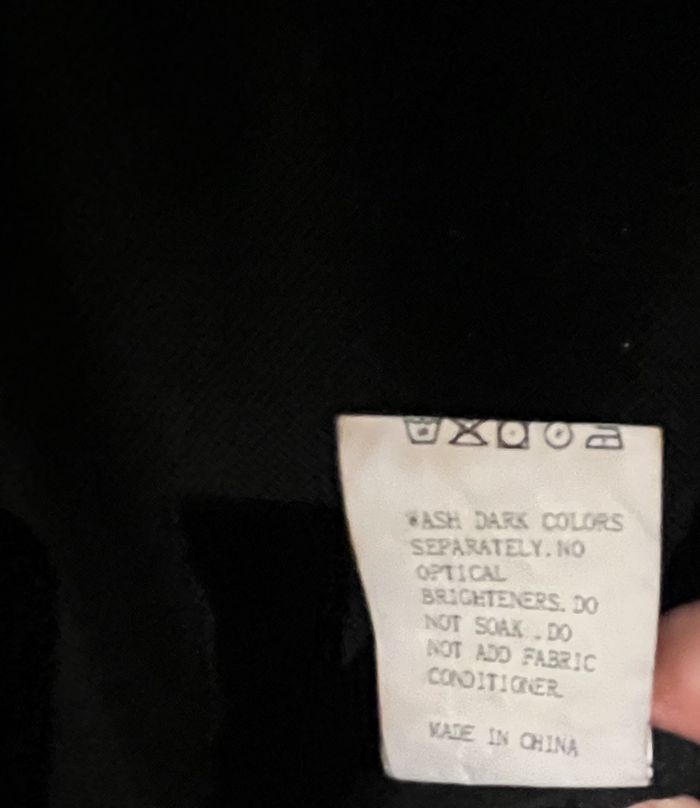 WASH DARK COLORS
SEPARATELY. NO
OPTICAL
BRIGHTENERS. DO
NOT SOAK. DO
NOT ADD FABRIC
CONDITIONER
MADE IN CHINA